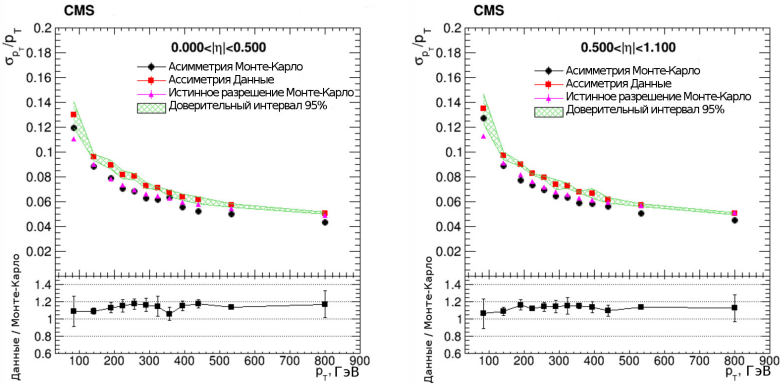 CMS
0.000<|η|<0.500
Асимметрия Монте-Карло
Ассиметрия Данные
Истинное разрешение Монте-Карло
Доверительный интервал 95%
σ_pT/pT
0.2
0.18
0.16
0.14
0.12
0.1
0.08
0.06
0.04
0.02
Данные / Монте-Карло
1.4
1.2
1
0.8
0.6
100 200 300 400 500 600 700 800 900
pT, ГэВ
CMS
0.500<|η|<1.100
Асимметрия Монте-Карло
Ассиметрия Данные
Истинное разрешение Монте-Карло
Доверительный интервал 95%
σ_pT/pT
0.2
0.18
0.16
0.14
0.12
0.1
0.08
0.06
0.04
0.02
Данные / Монте-Карло
1.4
1.2
1
0.8
0.6
100 200 300 400 500 600 700 800 900
pT, ГэВ